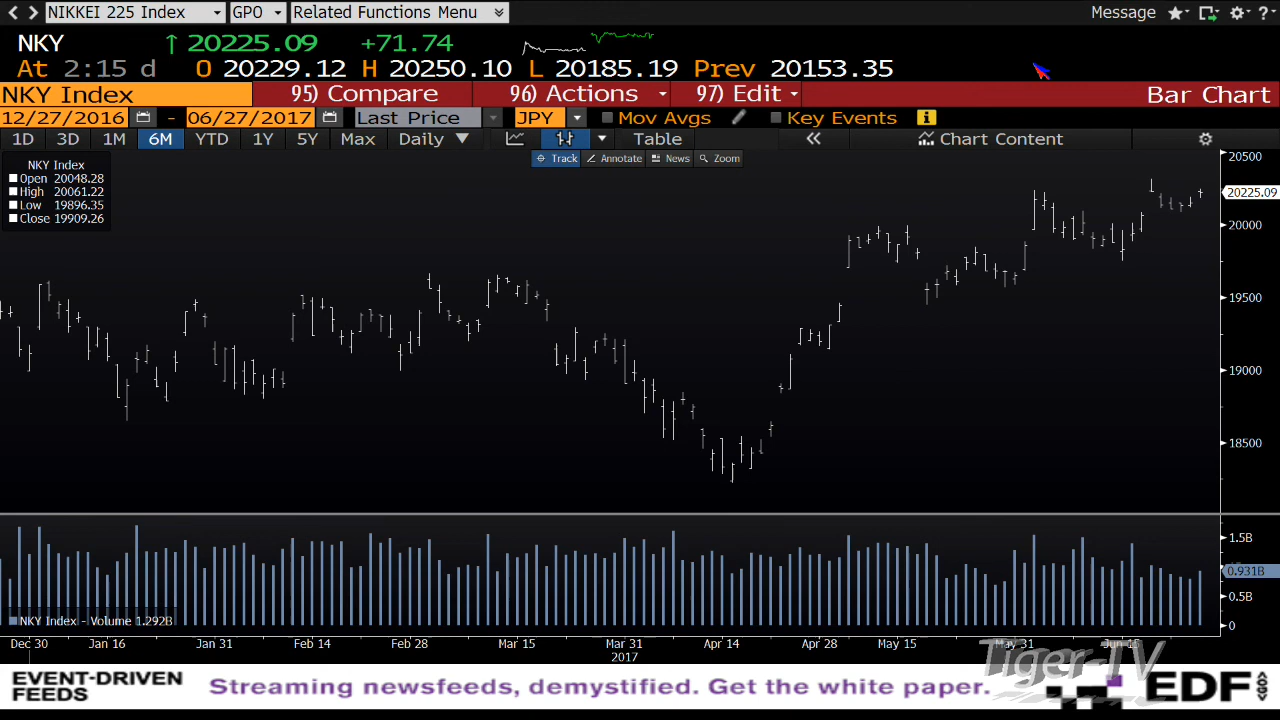 NIKKEI 225 Index GPO Related Functions Menu Message ?
NKY ↑ 20225.09 +71.74
At 2:15 d O 20229.12 H 20250.10 L 20185.19 Prev 20153.35
NKY Index 95) Compare 96) Actions 97) Edit Bar Chart
12/27/2016 - 06/27/2017 Last Price JPY Mov Avgs Key Events
1D 3D 1M 6M YTD 1Y 5Y Max Daily ▼ Table « Chart Content
Track Annotate News Zoom
NKY Index
Open 20048.28
High 20061.22
Low 19896.35
Close 19909.26
20500
20225.09
20000
19500
19000
18500
1.5B
0.931B
0.5B
0
NKY Index - Volume 1.292B
Dec 30 Jan 16 Jan 31 Feb 14 Feb 28 Mar 15 Mar 31 Apr 14 Apr 28 May 15 May 31 Jun 15
2017
Tiger-TV
EVENT-DRIVEN
FEEDS
Streaming newsfeeds, demystified. Get the white paper.
EDF